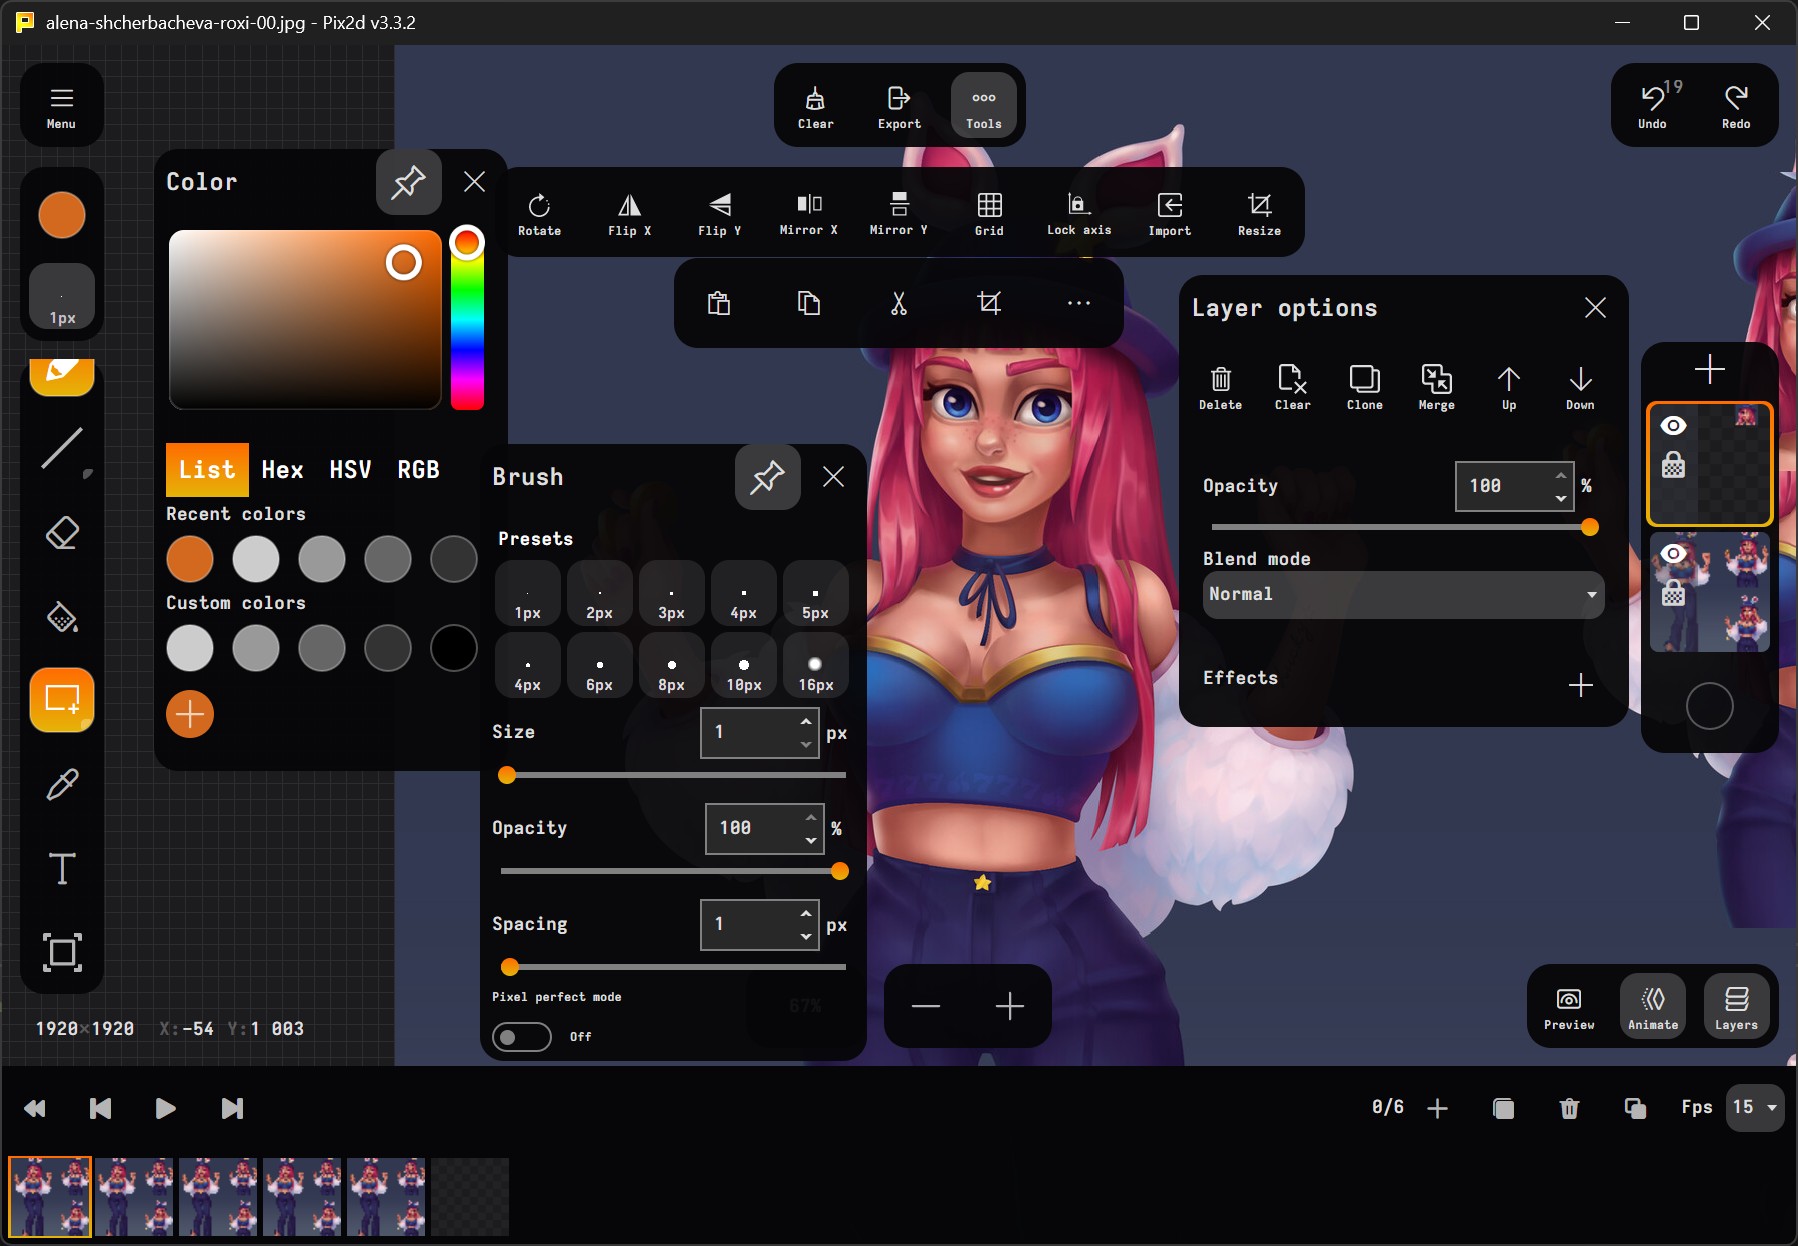 alena-shcherbacheva-roxi-00.jpg - Pix2d v3.3.2
Menu
Clear Export Tools
19
Undo Redo
1px
Color
Rotate Flip X Flip Y Mirror X Mirror Y Grid Lock axis Import Resize
List Hex HSV RGB
Recent colors
Custom colors
Brush
Presets
1px 2px 3px 4px 5px
4px 6px 8px 10px 16px
Size 1 px
Opacity 100 %
Spacing 1 px
Pixel perfect mode
Off
67%
Layer options
Delete Clear Clone Merge Up Down
Opacity 100 %
Blend mode
Normal
Effects
T
1920×1920 X:-54 Y:1 003
Preview Animate Layers
0/6 Fps 15